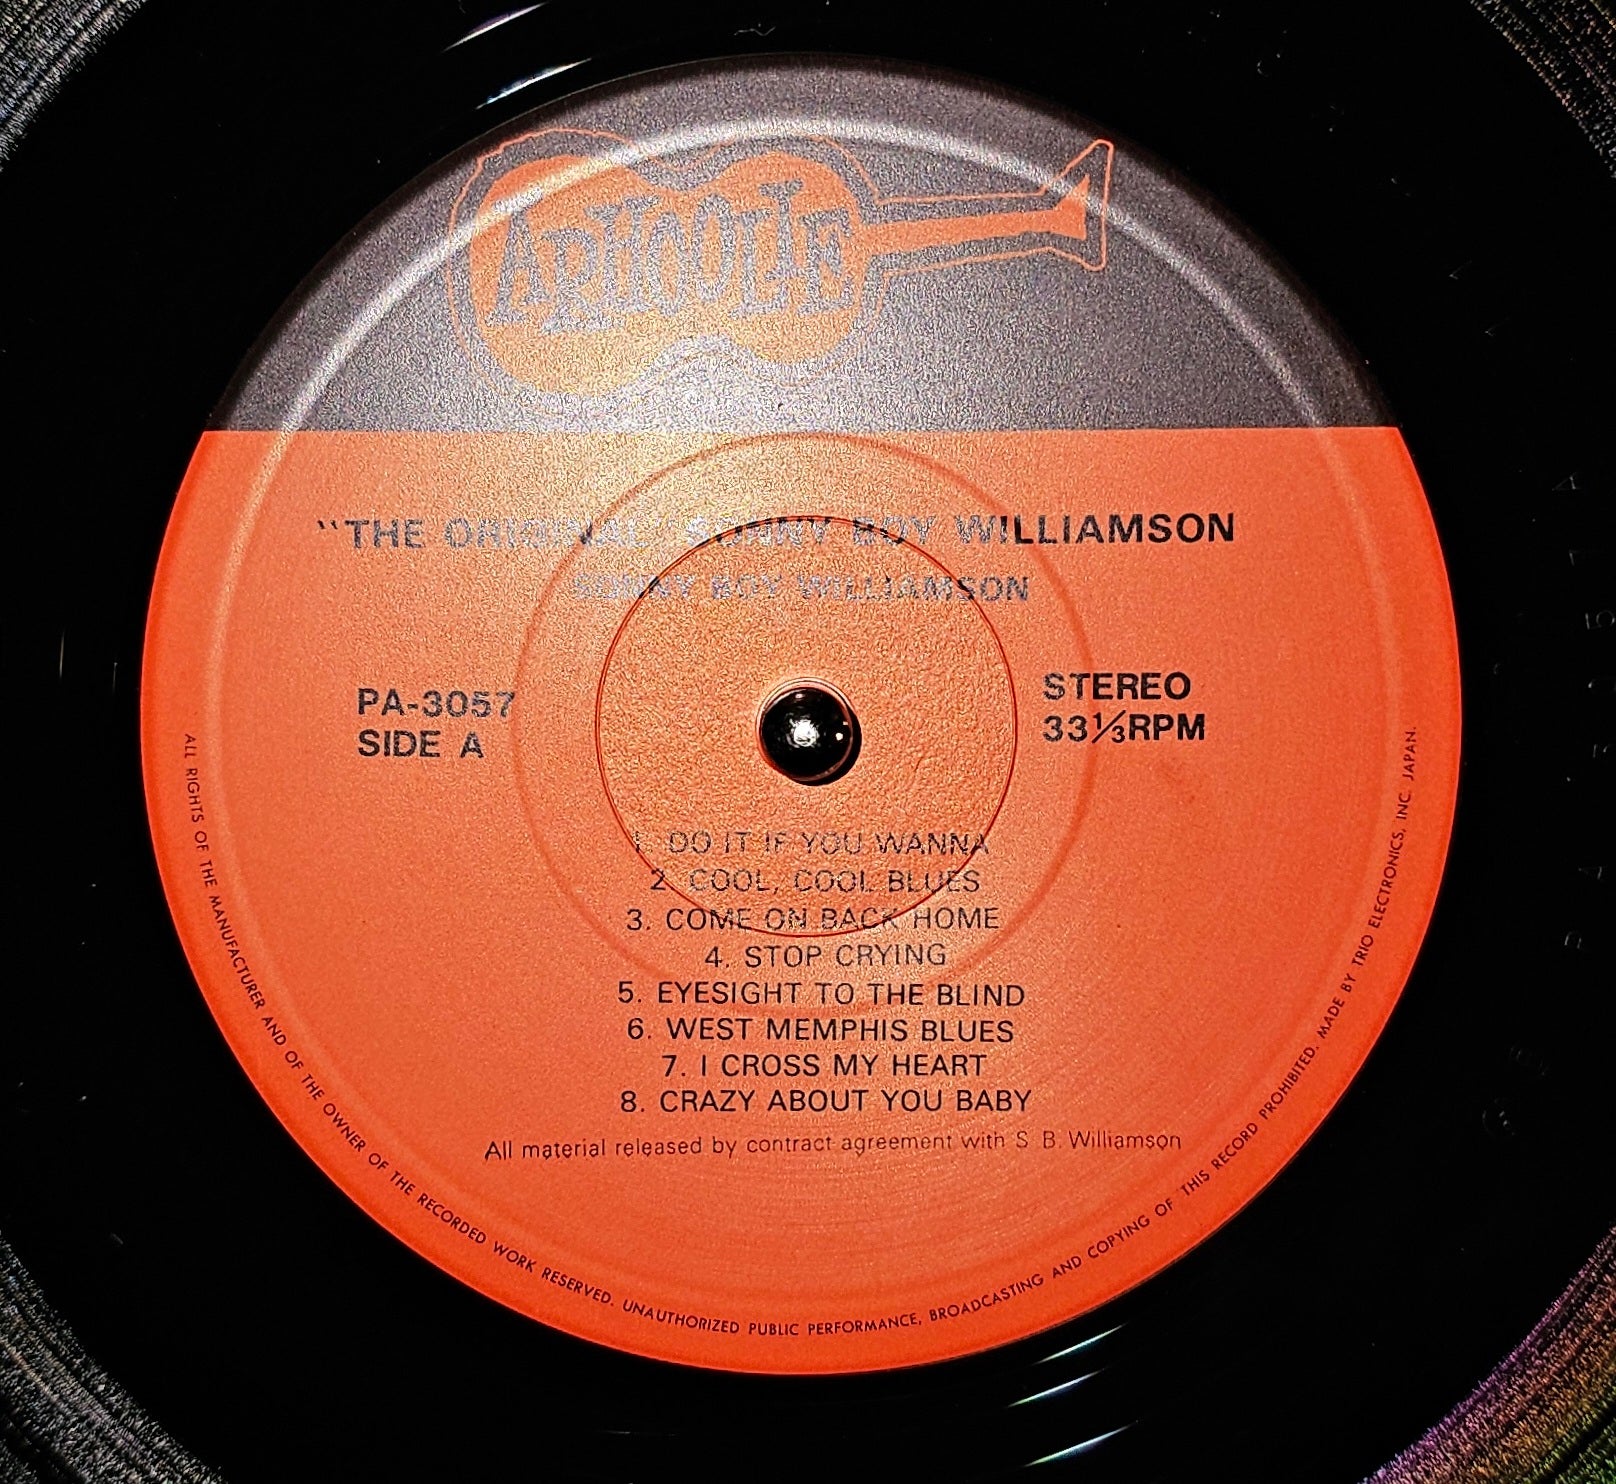 ARHOOLIE
"THE ORIGINAL" SONNY BOY WILLIAMSON
SONNY BOY WILLIAMSON
PA-3057
SIDE A
STEREO
33⅓RPM
1. DO IT IF YOU WANNA
2. COOL, COOL BLUES
3. COME ON BACK HOME
4. STOP CRYING
5. EYESIGHT TO THE BLIND
6. WEST MEMPHIS BLUES
7. I CROSS MY HEART
8. CRAZY ABOUT YOU BABY
All material released by contract agreement with S. B. Williamson
ALL RIGHTS OF THE MANUFACTURER AND OF THE OWNER OF THE RECORDED WORK RESERVED. UNAUTHORIZED PUBLIC PERFORMANCE, BROADCASTING AND COPYING OF THIS RECORD PROHIBITED. MADE BY TRIO ELECTRONICS, INC. JAPAN.